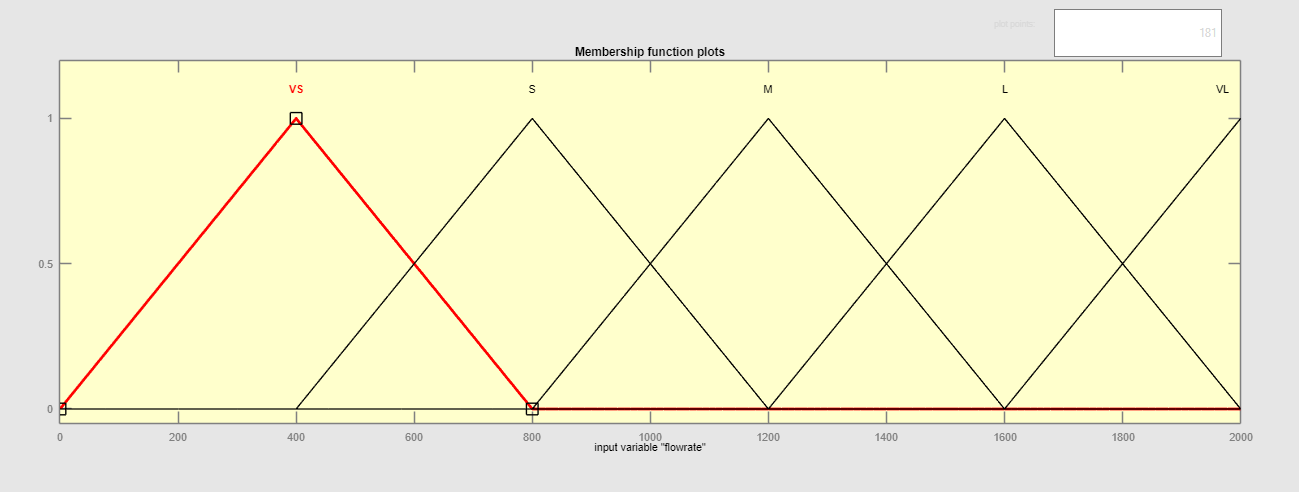 plot points:
181
Membership function plots
VS S M L VL
1
0.5
0
0 200 400 600 800 1000 1200 1400 1600 1800 2000
input variable "flowrate"